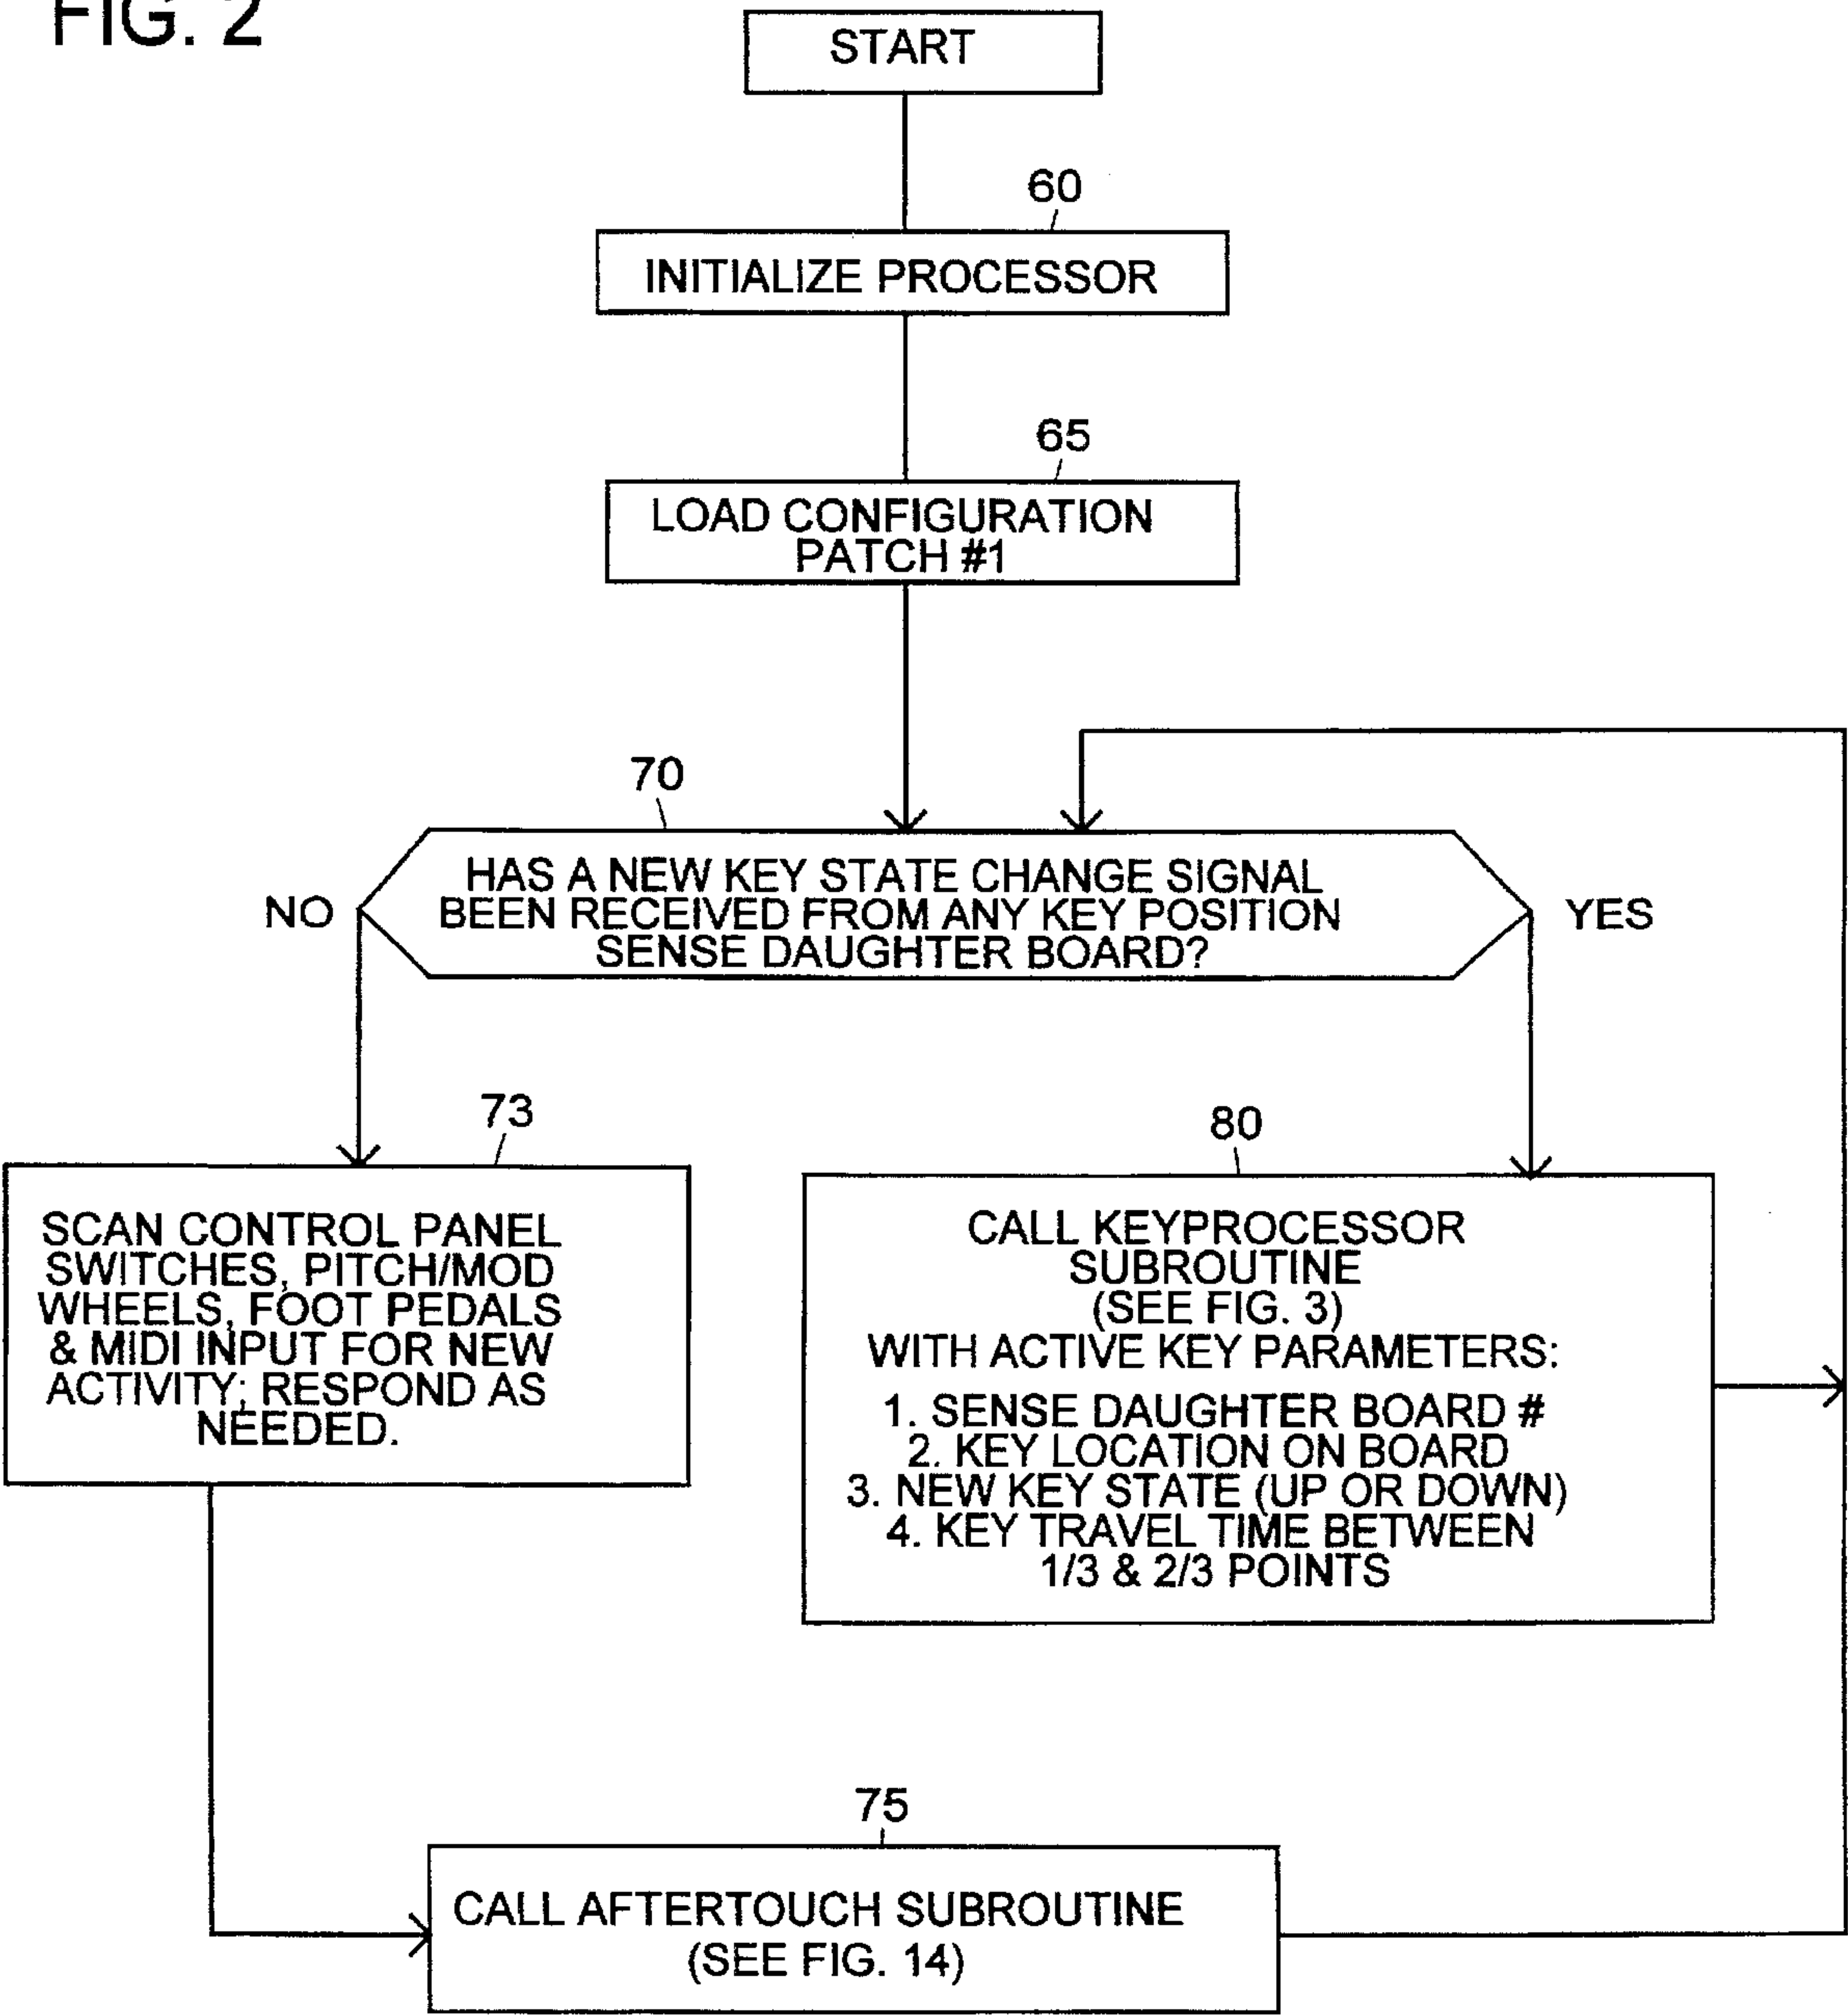 FIG. 2
START
60
INITIALIZE PROCESSOR
65
LOAD CONFIGURATION
PATCH #1
70
HAS A NEW KEY STATE CHANGE SIGNAL
BEEN RECEIVED FROM ANY KEY POSITION
SENSE DAUGHTER BOARD?
NO
YES
73
SCAN CONTROL PANEL
SWITCHES, PITCH/MOD
WHEELS, FOOT PEDALS
& MIDI INPUT FOR NEW
ACTIVITY; RESPOND AS
NEEDED.
80
CALL KEYPROCESSOR
SUBROUTINE
(SEE FIG. 3)
WITH ACTIVE KEY PARAMETERS:
1. SENSE DAUGHTER BOARD #
2. KEY LOCATION ON BOARD
3. NEW KEY STATE (UP OR DOWN)
4. KEY TRAVEL TIME BETWEEN
1/3 & 2/3 POINTS
75
CALL AFTERTOUCH SUBROUTINE
(SEE FIG. 14)